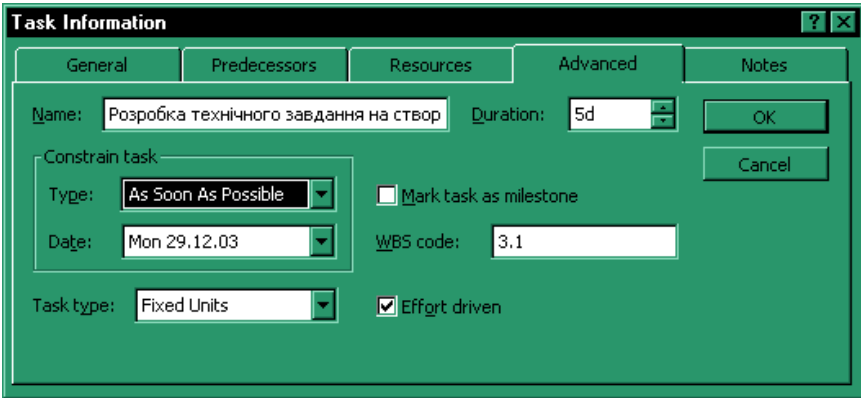 Task Information
General Predecessors Resources Advanced Notes
Name: Розробка технічного завдання на створ Duration: 5d OK
Constrain task Cancel
Type: As Soon As Possible Mark task as milestone
Date: Mon 29.12.03 WBS code: 3.1
Task type: Fixed Units Effort driven